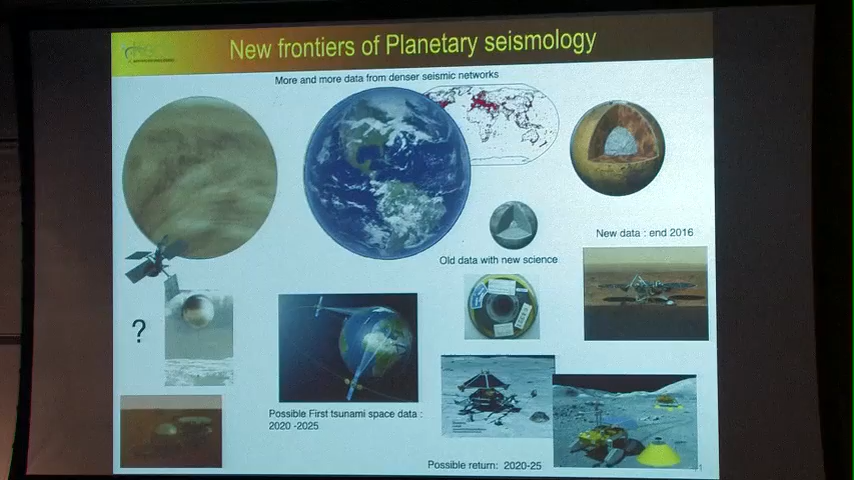 New frontiers of Planetary seismology
More and more data from denser seismic networks
New data : end 2016
Old data with new science
?
Possible First tsunami space data :
2020 -2025
Possible return: 2020-25